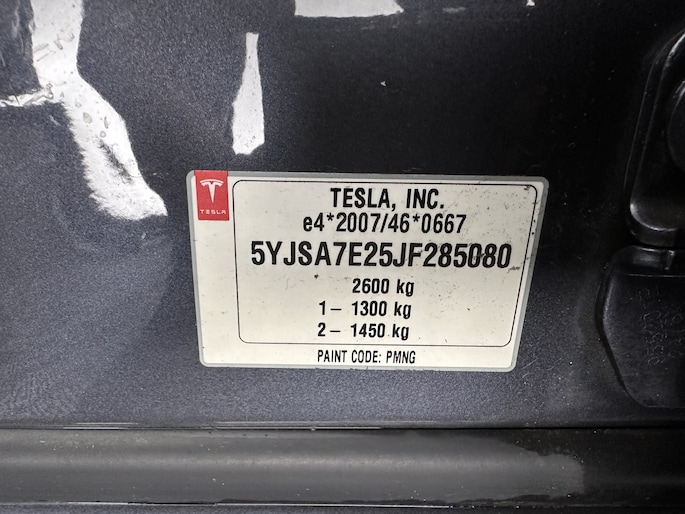 TESLA
TESLA, INC.
e4*2007/46*0667
5YJSA7E25JF285080
2600 kg
1– 1300 kg
2– 1450 kg
PAINT CODE: PMNG